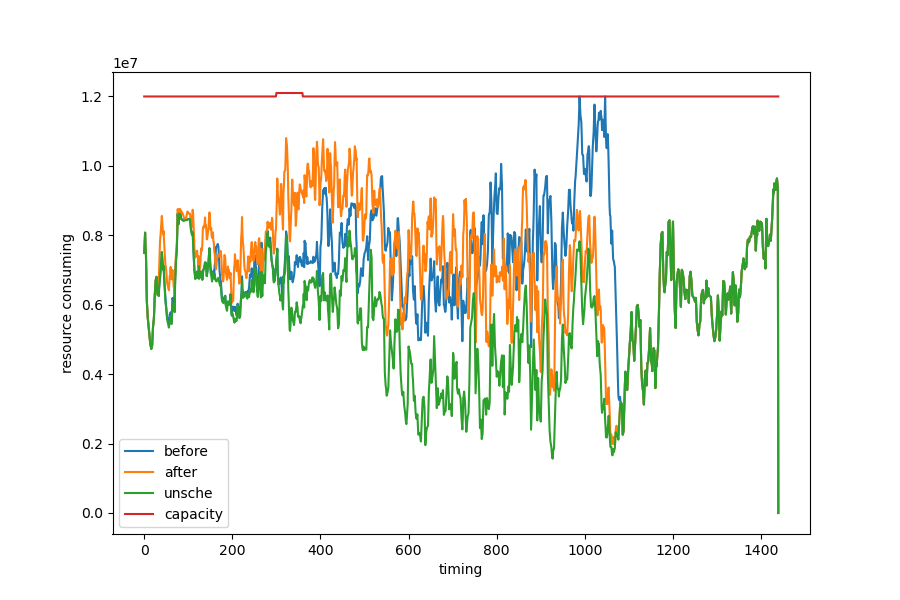 1e7
1.2
1.0
0.8
0.6
0.4
0.2
0.0
resource consuming
before
after
unsche
capacity
0 200 400 600 800 1000 1200 1400
timing